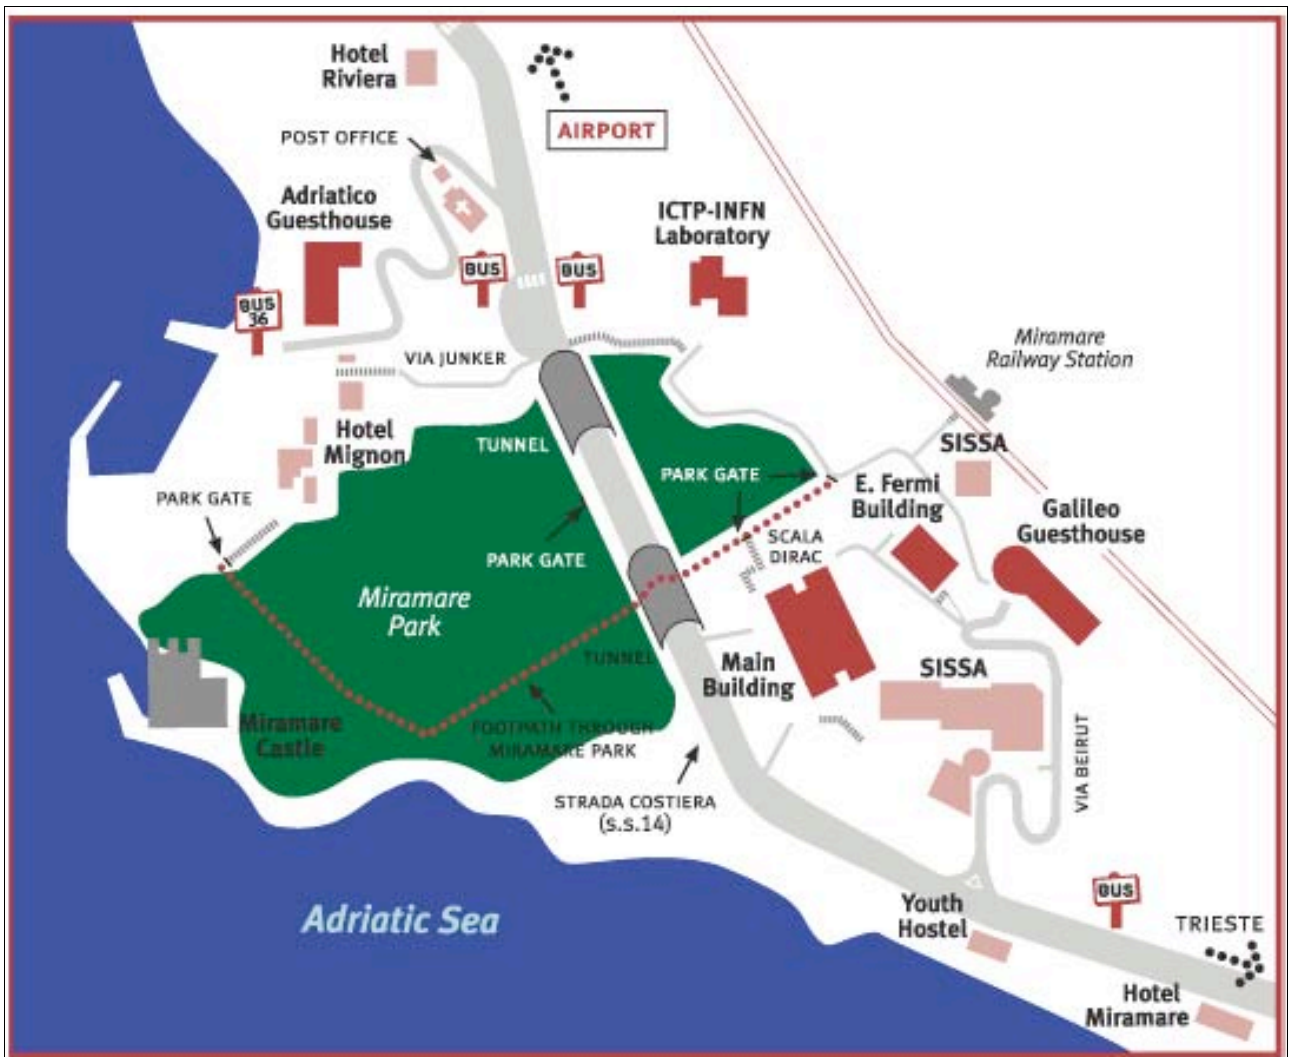 Hotel
Riviera
AIRPORT
POST OFFICE
Adriatico
Guesthouse
ICTP-INFN
Laboratory
BUS
BUS
BUS
36
Miramare
Railway Station
VIA JUNKER
SISSA
Hotel
Mignon
TUNNEL
PARK GATE
E. Fermi
Building
PARK GATE
Galileo
Guesthouse
SCALA
DIRAC
PARK GATE
Miramare
Park
TUNNEL
Main
Building
SISSA
Miramare
Castle
FOOTPATH THROUGH
MIRAMARE PARK
VIA BEIRUT
STRADA COSTIERA
(s.s.14)
Adriatic Sea
BUS
Youth
Hostel
TRIESTE
Hotel
Miramare